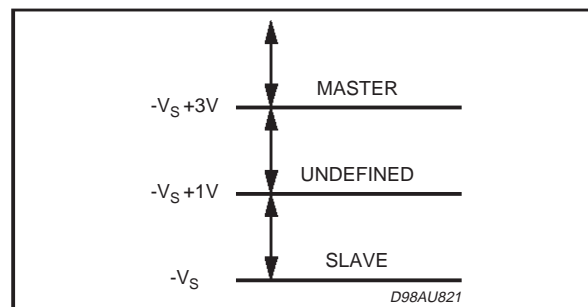 MASTER
-VS +3V
UNDEFINED
-VS +1V
SLAVE
-VS
D98AU821